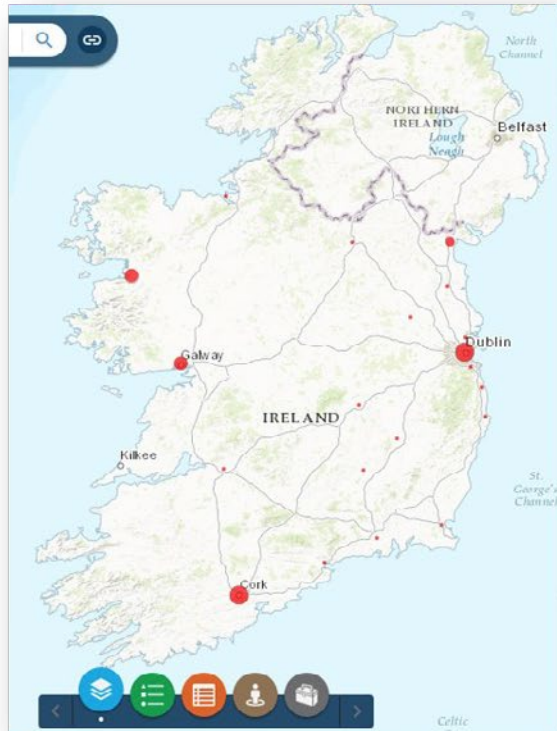 North
Channel
NORTHERN
IRELAND
Lough
Neagh
Belfast
Dublin
Galway
IRELAND
Kilkee
St.
George's
Channel
Cork
Celtic